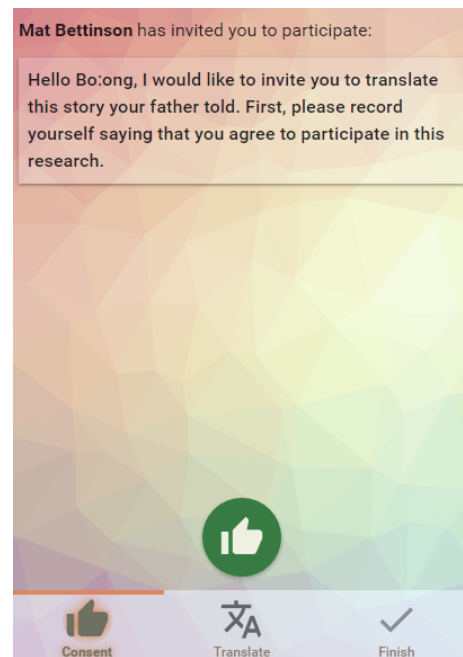 Mat Bettinson has invited you to participate:
Hello Bo:ong, I would like to invite you to translate
this story your father told. First, please record
yourself saying that you agree to participate in this
research.
Consent Translate Finish